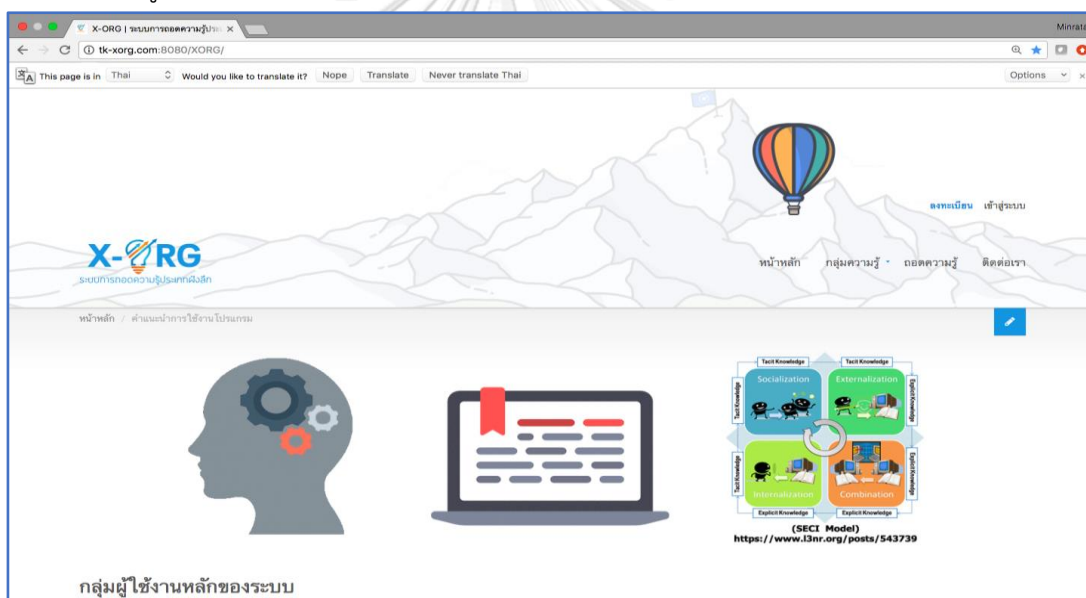 X-ORG | ระบบการถอดความรู้ประ
Minrata
tk-xorg.com:8080/XORG/
This page is in Thai Would you like to translate it? Nope Translate Never translate Thai Options
ลงทะเบียน เข้าสู่ระบบ
X-ORG
ระบบการถอดความรู้ประเภทฝังลึก
หน้าหลัก กลุ่มความรู้ ถอดความรู้ ติดต่อเรา
หน้าหลัก / คำแนะนำการใช้งานโปรแกรม
Tacit Knowledge Tacit Knowledge
Socialization Externalization
Tacit Knowledge Explicit Knowledge
Tacit Knowledge Explicit Knowledge
Internalization Combination
Explicit Knowledge Explicit Knowledge
(SECI Model)
https://www.l3nr.org/posts/543739
กลุ่มผู้ใช้งานหลักของระบบ